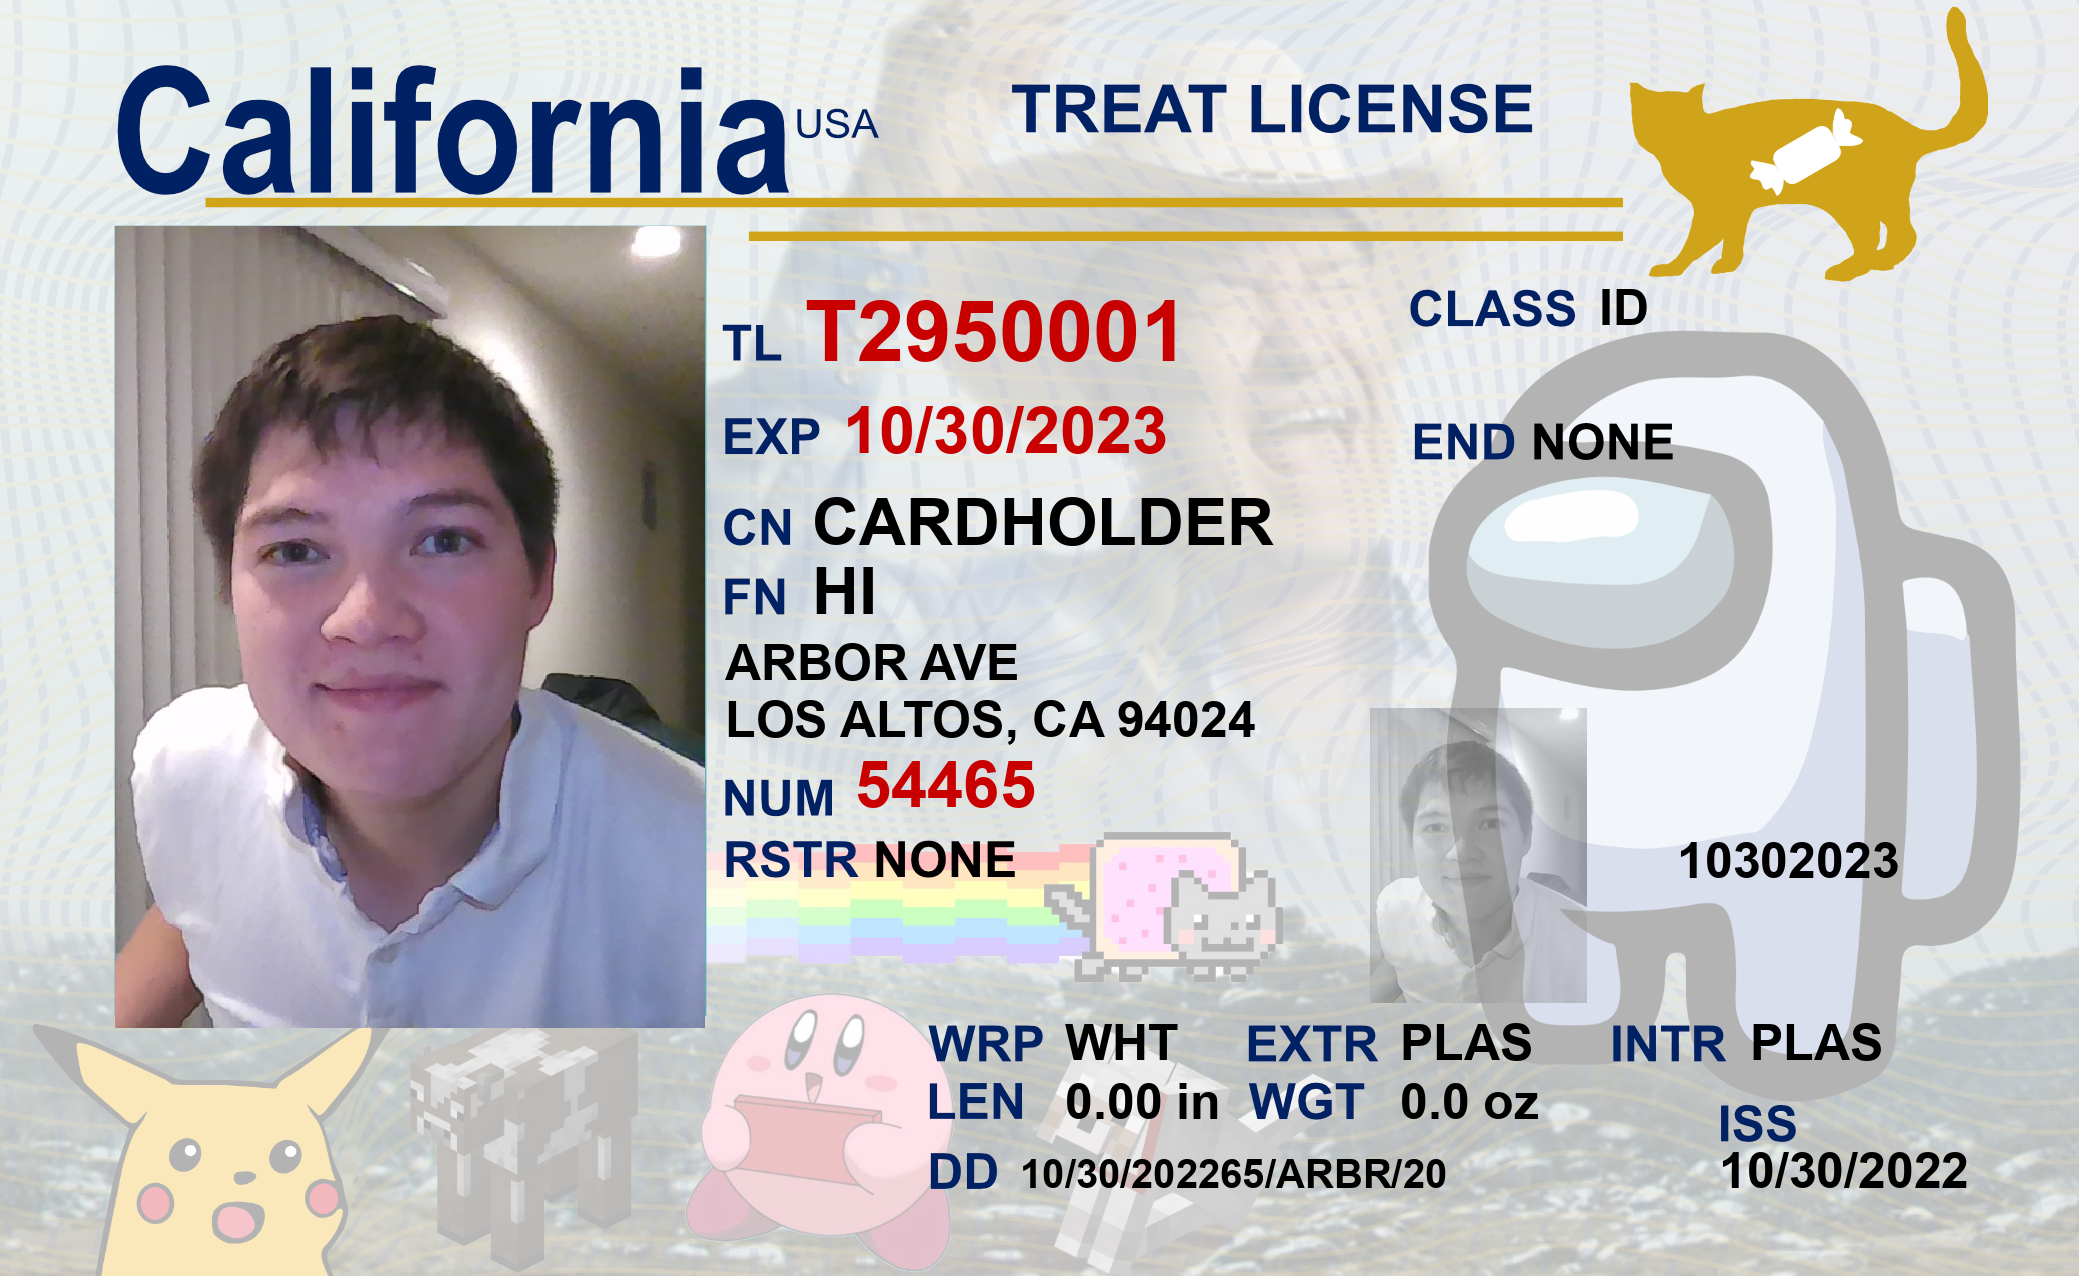 California USA TREAT LICENSE
TL T2950001 CLASS ID
EXP 10/30/2023 END NONE
CN CARDHOLDER
FN HI
ARBOR AVE
LOS ALTOS, CA 94024
NUM 54465
RSTR NONE 10302023
WRP WHT EXTR PLAS INTR PLAS
LEN 0.00 in WGT 0.0 oz
ISS
DD 10/30/202265/ARBR/20 10/30/2022